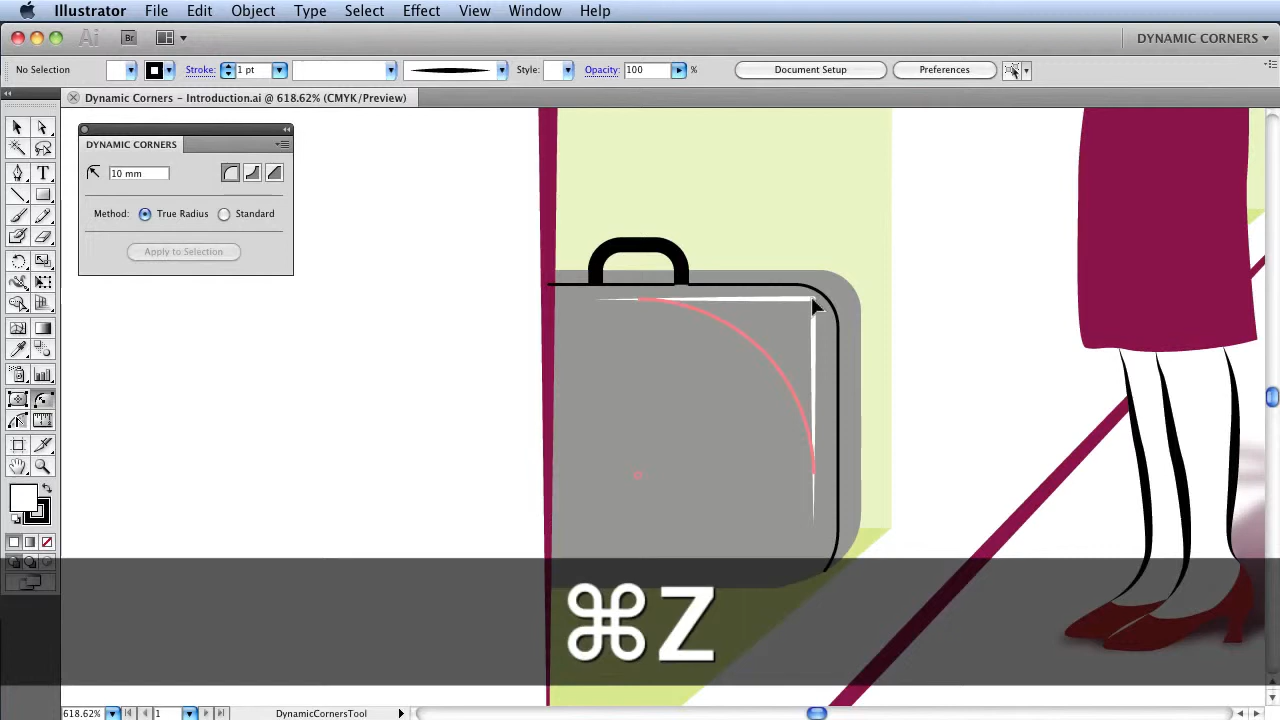 Illustrator File Edit Object Type Select Effect View Window Help
Ai Br DYNAMIC CORNERS
No Selection Stroke: 1 pt Style: Opacity: 100 % Document Setup Preferences
Dynamic Corners – Introduction.ai @ 618.62% (CMYK/Preview)
DYNAMIC CORNERS
10 mm
Method: True Radius Standard
Apply to Selection
T
⌘Z
618.62% 1 DynamicCornersTool